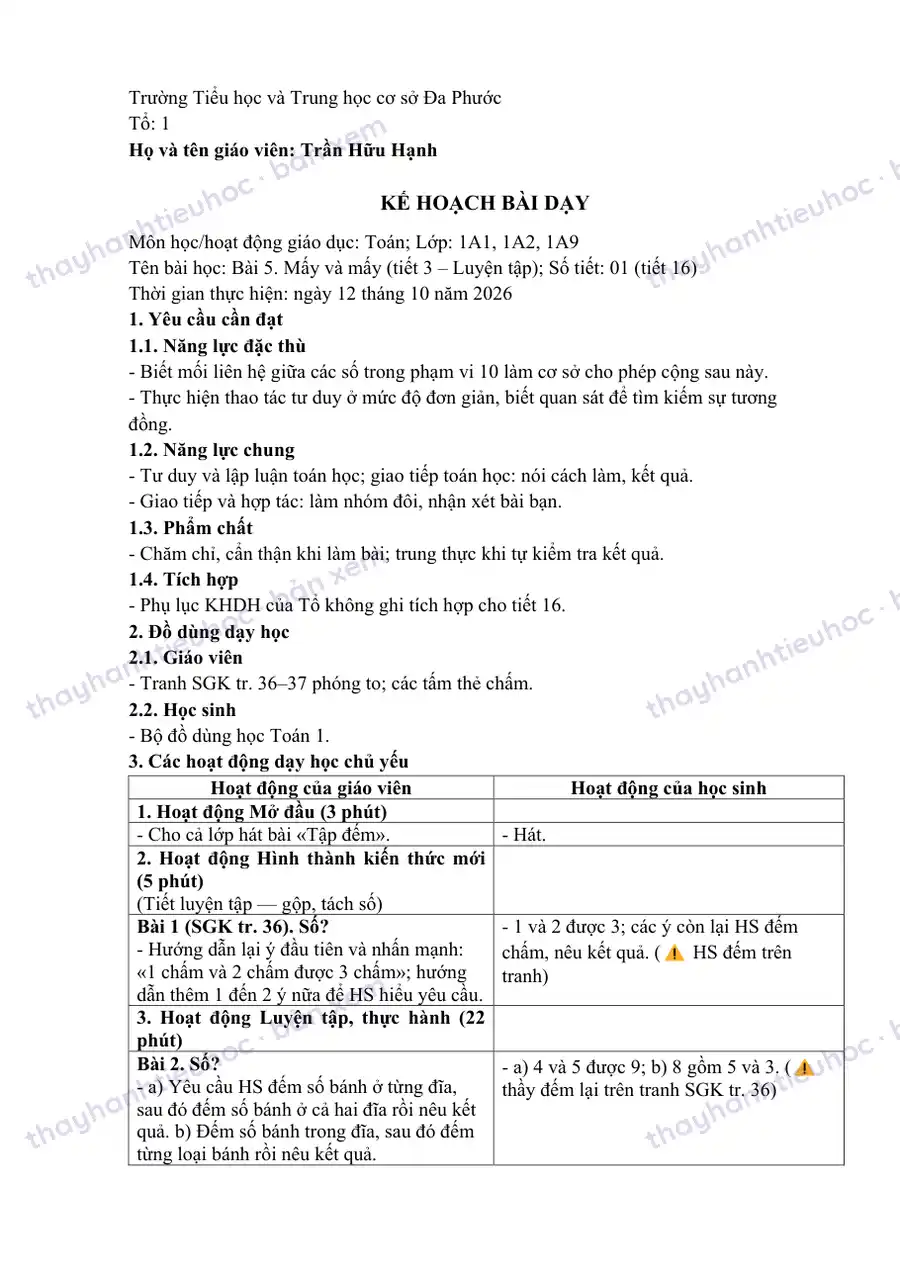 Trường Tiểu học và Trung học cơ sở Đa Phước
Tổ: 1
Họ và tên giáo viên: Trần Hữu Hạnh
KẾ HOẠCH BÀI DẠY
Môn học/hoạt động giáo dục: Toán; Lớp: 1A1, 1A2, 1A9
Tên bài học: Bài 5. Mấy và mấy (tiết 3 – Luyện tập); Số tiết: 01 (tiết 16)
Thời gian thực hiện: ngày 12 tháng 10 năm 2026
1. Yêu cầu cần đạt
1.1. Năng lực đặc thù
- Biết mối liên hệ giữa các số trong phạm vi 10 làm cơ sở cho phép cộng sau này.
- Thực hiện thao tác tư duy ở mức độ đơn giản, biết quan sát để tìm kiếm sự tương
đồng.
1.2. Năng lực chung
- Tư duy và lập luận toán học; giao tiếp toán học: nói cách làm, kết quả.
- Giao tiếp và hợp tác: làm nhóm đôi, nhận xét bài bạn.
1.3. Phẩm chất
- Chăm chỉ, cẩn thận khi làm bài; trung thực khi tự kiểm tra kết quả.
1.4. Tích hợp
- Phụ lục KHDH của Tổ không ghi tích hợp cho tiết 16.
2. Đồ dùng dạy học
2.1. Giáo viên
- Tranh SGK tr. 36–37 phóng to; các tấm thẻ chấm.
2.2. Học sinh
- Bộ đồ dùng học Toán 1.
3. Các hoạt động dạy học chủ yếu
Hoạt động của giáo viên
Hoạt động của học sinh
1. Hoạt động Mở đầu (3 phút)
- Cho cả lớp hát bài «Tập đếm».
- Hát.
2. Hoạt động Hình thành kiến thức mới
(5 phút)
(Tiết luyện tập — gộp, tách số)
Bài 1 (SGK tr. 36). Số?
- Hướng dẫn lại ý đầu tiên và nhấn mạnh:
«1 chấm và 2 chấm được 3 chấm»; hướng
dẫn thêm 1 đến 2 ý nữa để HS hiểu yêu cầu.
- 1 và 2 được 3; các ý còn lại HS đếm
chấm, nêu kết quả. (⚠️ HS đếm trên
tranh)
3. Hoạt động Luyện tập, thực hành (22
phút)
Bài 2. Số?
- a) Yêu cầu HS đếm số bánh ở từng đĩa,
sau đó đếm số bánh ở cả hai đĩa rồi nêu kết
quả. b) Đếm số bánh trong đĩa, sau đó đếm
từng loại bánh rồi nêu kết quả.
- a) 4 và 5 được 9; b) 8 gồm 5 và 3. (⚠️
thầy đếm lại trên tranh SGK tr. 36)
thayhanhtieuhoc · bản xem
thayhanhtieuhoc · b
thayhanhtieuhoc · bản xem
thayhanhtieuhoc · b
thayhanhtieuhoc · bản xem
thayhanhtieuhoc · b